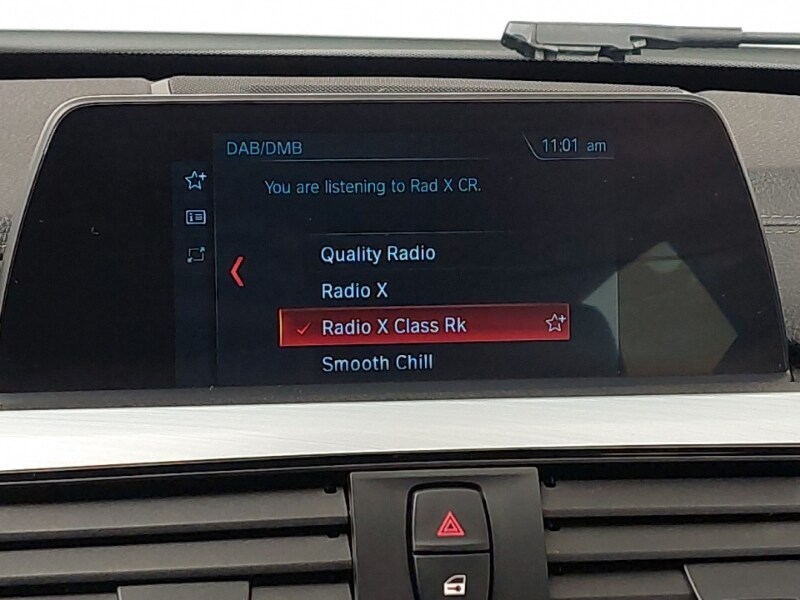 DAB/DMB
11:01 am
You are listening to Rad X CR.
Quality Radio
Radio X
Radio X Class Rk
Smooth Chill